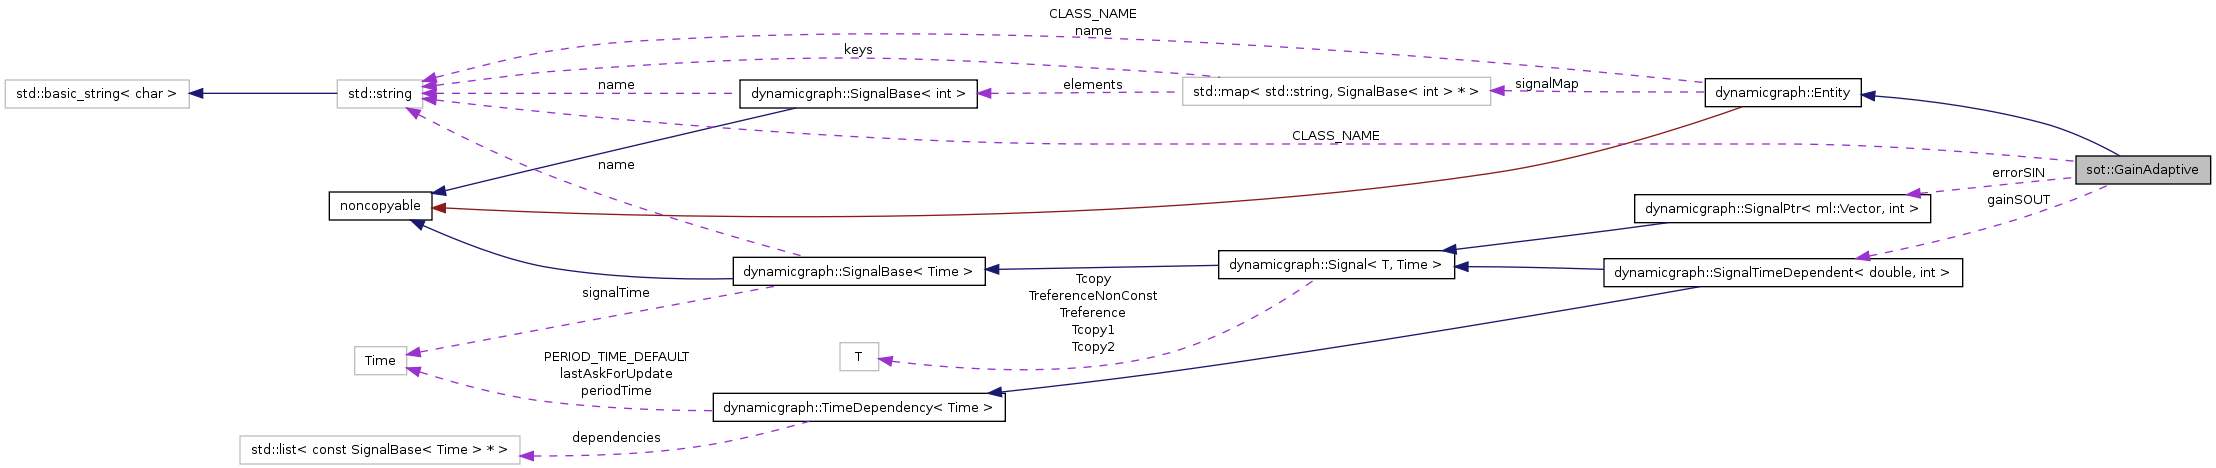 CLASS_NAME
name
keys
std::basic_string< char >
std::string
name
dynamicgraph::SignalBase< int >
elements
std::map< std::string, SignalBase< int > * >
signalMap
dynamicgraph::Entity
CLASS_NAME
name
sot::GainAdaptive
errorSIN
gainSOUT
noncopyable
dynamicgraph::SignalPtr< ml::Vector, int >
dynamicgraph::SignalBase< Time >
dynamicgraph::Signal< T, Time >
dynamicgraph::SignalTimeDependent< double, int >
signalTime
Tcopy
TreferenceNonConst
Treference
Tcopy1
Tcopy2
Time
T
PERIOD_TIME_DEFAULT
lastAskForUpdate
periodTime
dynamicgraph::TimeDependency< Time >
dependencies
std::list< const SignalBase< Time > * >